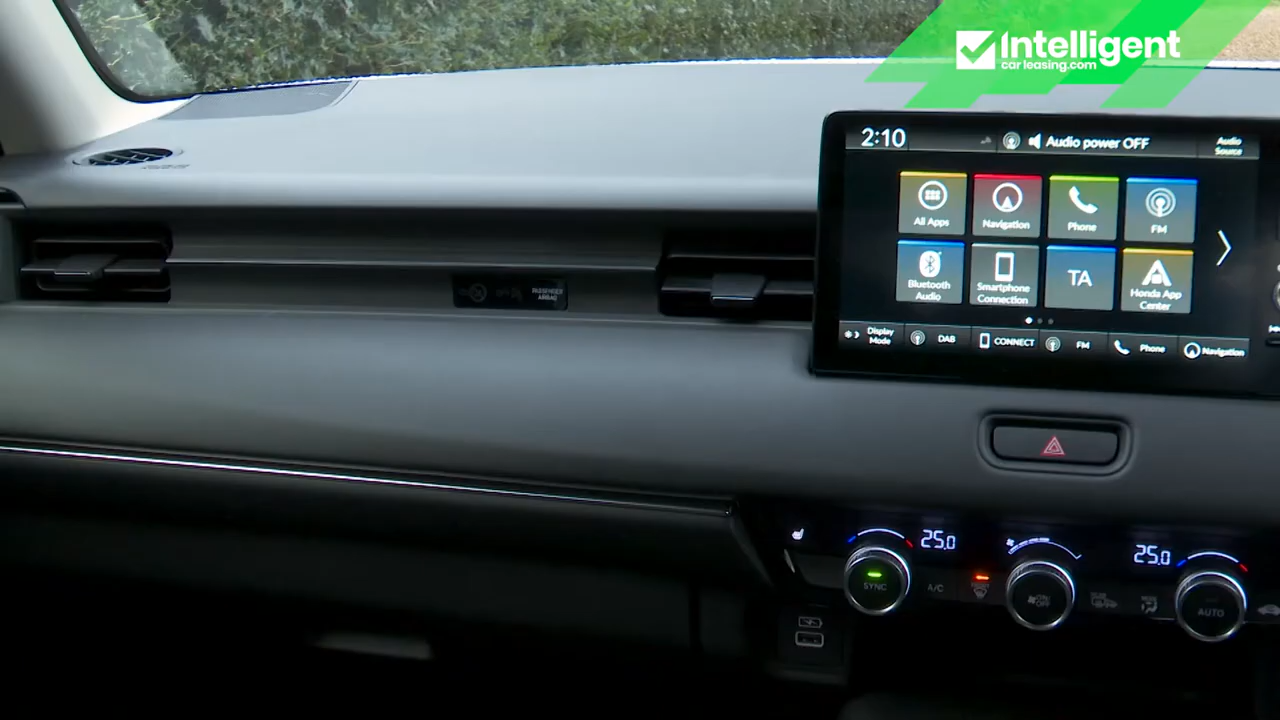 Intelligent
carleasing.com
2:10
Audio power OFF
Audio
Source
All Apps
Navigation
Phone
FM
Bluetooth
Audio
Smartphone
Connection
TA
Honda App
Center
Display
Mode
DAB
CONNECT
FM
Phone
Navigation
PASSENGER
AIRBAG
25.0
25.0
SYNC
A/C
ON/
OFF
AUTO